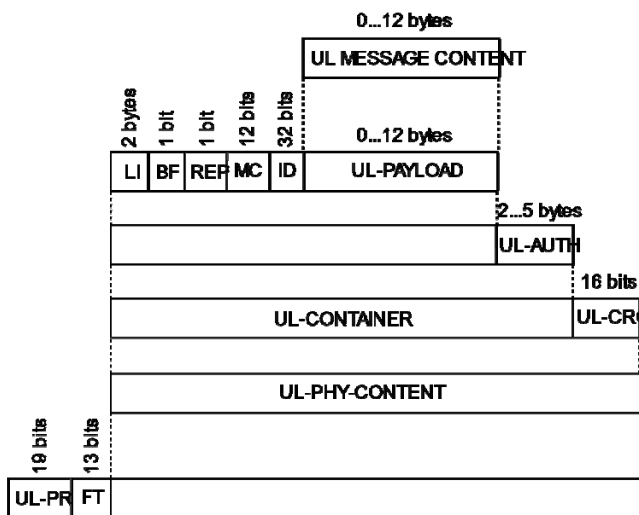 0...12 bytes
UL MESSAGE CONTENT
2 bytes
1 bit
1 bit
12 bits
32 bits
0...12 bytes
LI BF REP MC ID UL-PAYLOAD
2...5 bytes
UL-AUTH
16 bits
UL-CONTAINER UL-CRC
UL-PHY-CONTENT
19 bits
13 bits
UL-PR FT